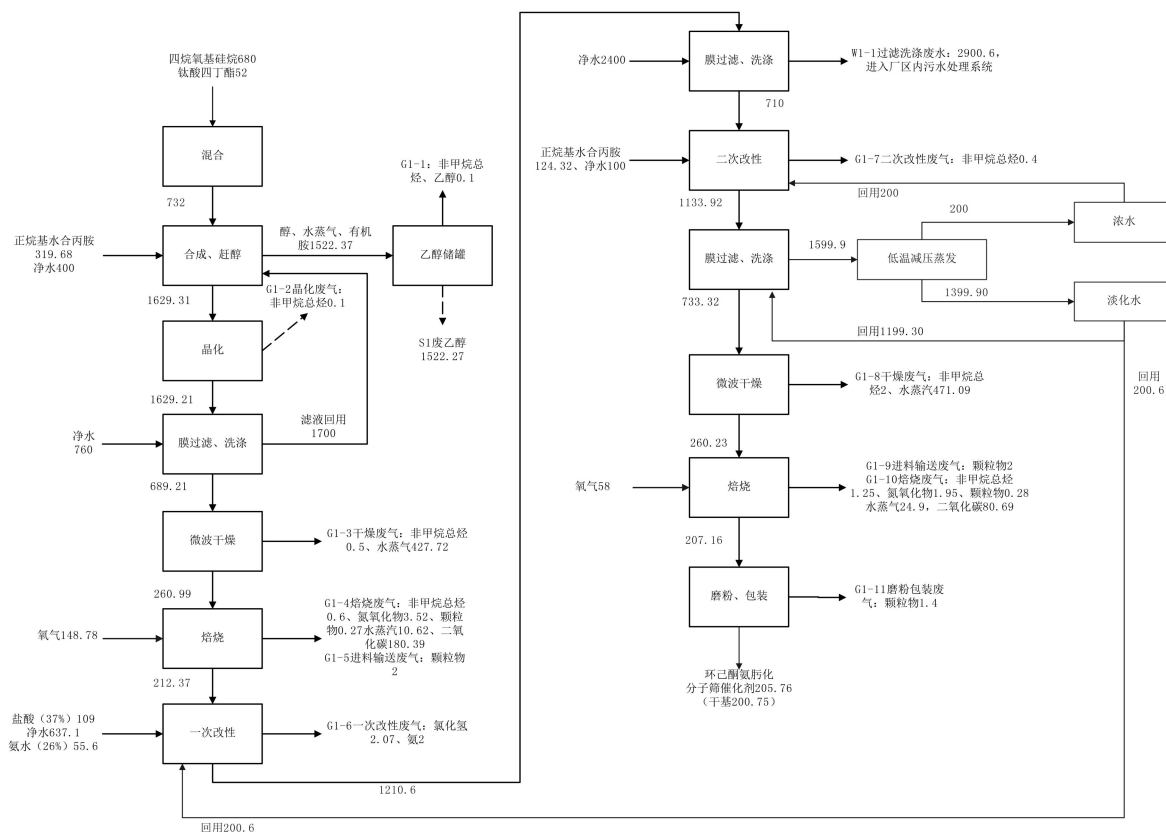 四烷氧基硅烷680
钛酸四丁酯52
混合
732
正烷基水合丙胺
319.68
净水400
合成、赶醇
醇、水蒸气、有机
胺1522.37
G1-1：非甲烷总
烃、乙醇0.1
乙醇储罐
S1废乙醇
1522.27
1629.31
G1-2晶化废气：
非甲烷总烃0.1
晶化
1629.21
滤液回用
1700
净水
760
膜过滤、洗涤
689.21
微波干燥
G1-3干燥废气：非甲烷总烃
0.5、水蒸气427.72
260.99
氧气148.78
焙烧
G1-4焙烧废气：非甲烷总烃
0.6、氮氧化物3.52、颗粒
物0.27水蒸汽10.62、二氧
化碳180.39
G1-5进料输送废气：颗粒物
2
212.37
盐酸（37%）109
净水637.1
氨水（26%）55.6
一次改性
G1-6一次改性废气：氯化氢
2.07、氨2
1210.6
回用200.6
净水2400
膜过滤、洗涤
W1-1过滤洗涤废水：2900.6，
进入厂区内污水处理系统
710
正烷基水合丙胺
124.32、净水100
二次改性
G1-7二次改性废气：非甲烷总烃0.4
回用200
1133.92
200
浓水
膜过滤、洗涤
1599.9
低温减压蒸发
1399.90
淡化水
733.32
回用1199.30
回用
200.6
微波干燥
G1-8干燥废气：非甲烷总
烃2、水蒸汽471.09
260.23
氧气58
焙烧
G1-9进料输送废气：颗粒物2
G1-10焙烧废气：非甲烷总烃
1.25、氮氧化物1.95、颗粒物0.28
水蒸气24.9，二氧化碳80.69
207.16
磨粉、包装
G1-11磨粉包装废
气：颗粒物1.4
环己酮氨肟化
分子筛催化剂205.76
（干基200.75）